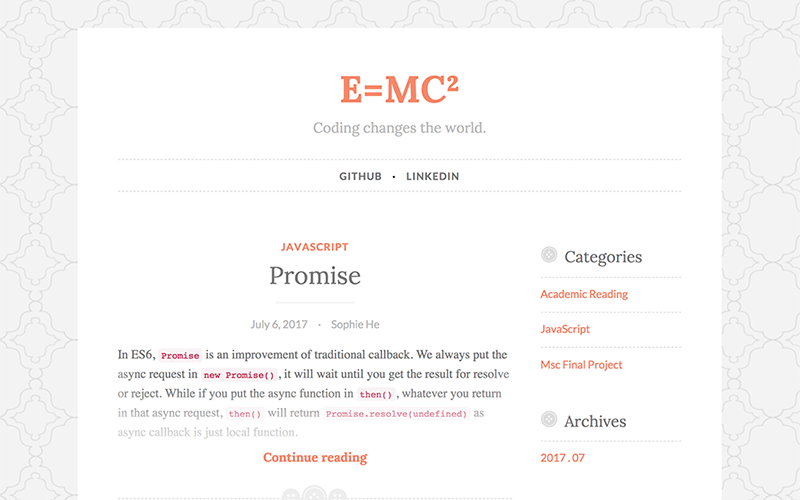 E=MC²
Coding changes the world.
GITHUB · LINKEDIN
JAVASCRIPT
Promise
July 6, 2017 · Sophie He
In ES6, Promise is an improvement of traditional callback. We always put the
async request in new Promise(), it will wait until you get the result for resolve
or reject. While if you put the async function in then(), whatever you return
in that async request, then() will return Promise.resolve(undefined) as
async callback is just local function.
Continue reading
Categories
Academic Reading
JavaScript
Msc Final Project
Archives
2017 . 07